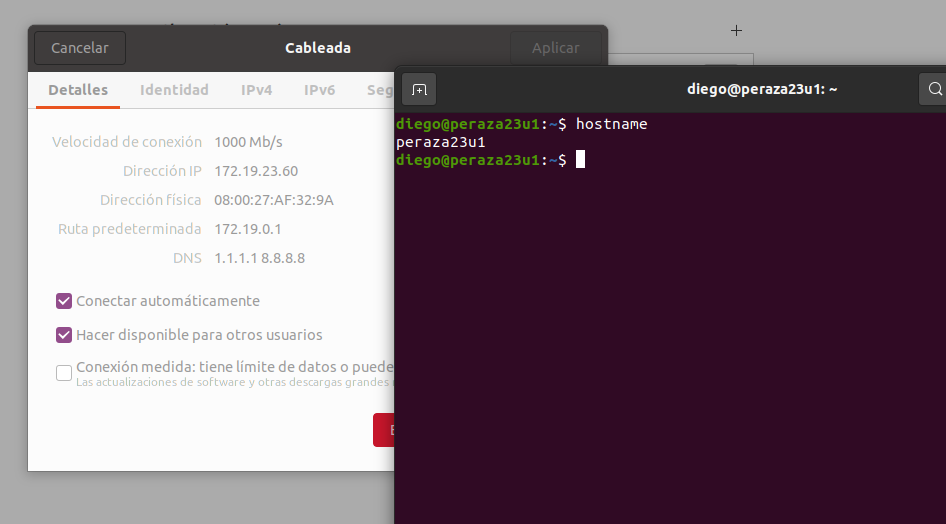 Cancelar Cableada Aplicar
Detalles Identidad IPv4 IPv6 Seg
Velocidad de conexión 1000 Mb/s
Dirección IP 172.19.23.60
Dirección física 08:00:27:AF:32:9A
Ruta predeterminada 172.19.0.1
DNS 1.1.1.1 8.8.8.8
Conectar automáticamente
Hacer disponible para otros usuarios
Conexión medida: tiene límite de datos o puede
Las actualizaciones de software y otras descargas grandes
diego@peraza23u1: ~
diego@peraza23u1:~$ hostname
peraza23u1
diego@peraza23u1:~$